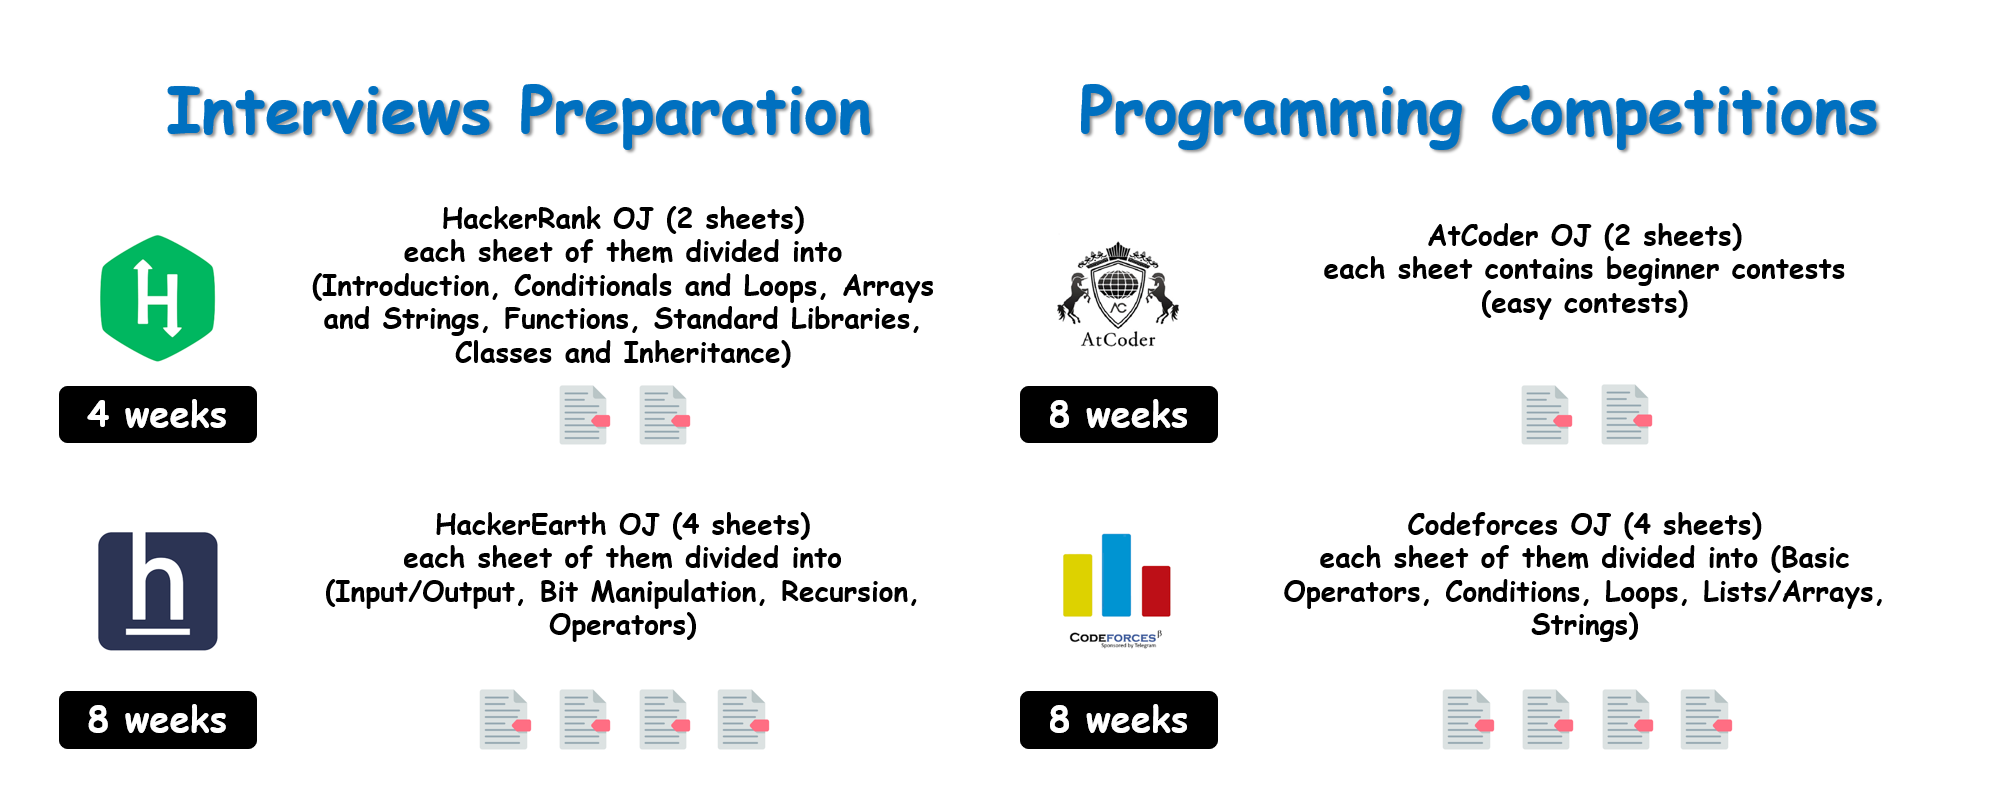 Interviews Preparation
HackerRank OJ (2 sheets)
each sheet of them divided into
(Introduction, Conditionals and Loops, Arrays
and Strings, Functions, Standard Libraries,
Classes and Inheritance)
H
4 weeks
HackerEarth OJ (4 sheets)
each sheet of them divided into
(Input/Output, Bit Manipulation, Recursion,
Operators)
h
8 weeks
Programming Competitions
AtCoder OJ (2 sheets)
each sheet contains beginner contests
(easy contests)
AC
AtCoder
8 weeks
Codeforces OJ (4 sheets)
each sheet of them divided into (Basic
Operators, Conditions, Loops, Lists/Arrays,
Strings)
CODEFORCES β
Sponsored by Telegram
8 weeks